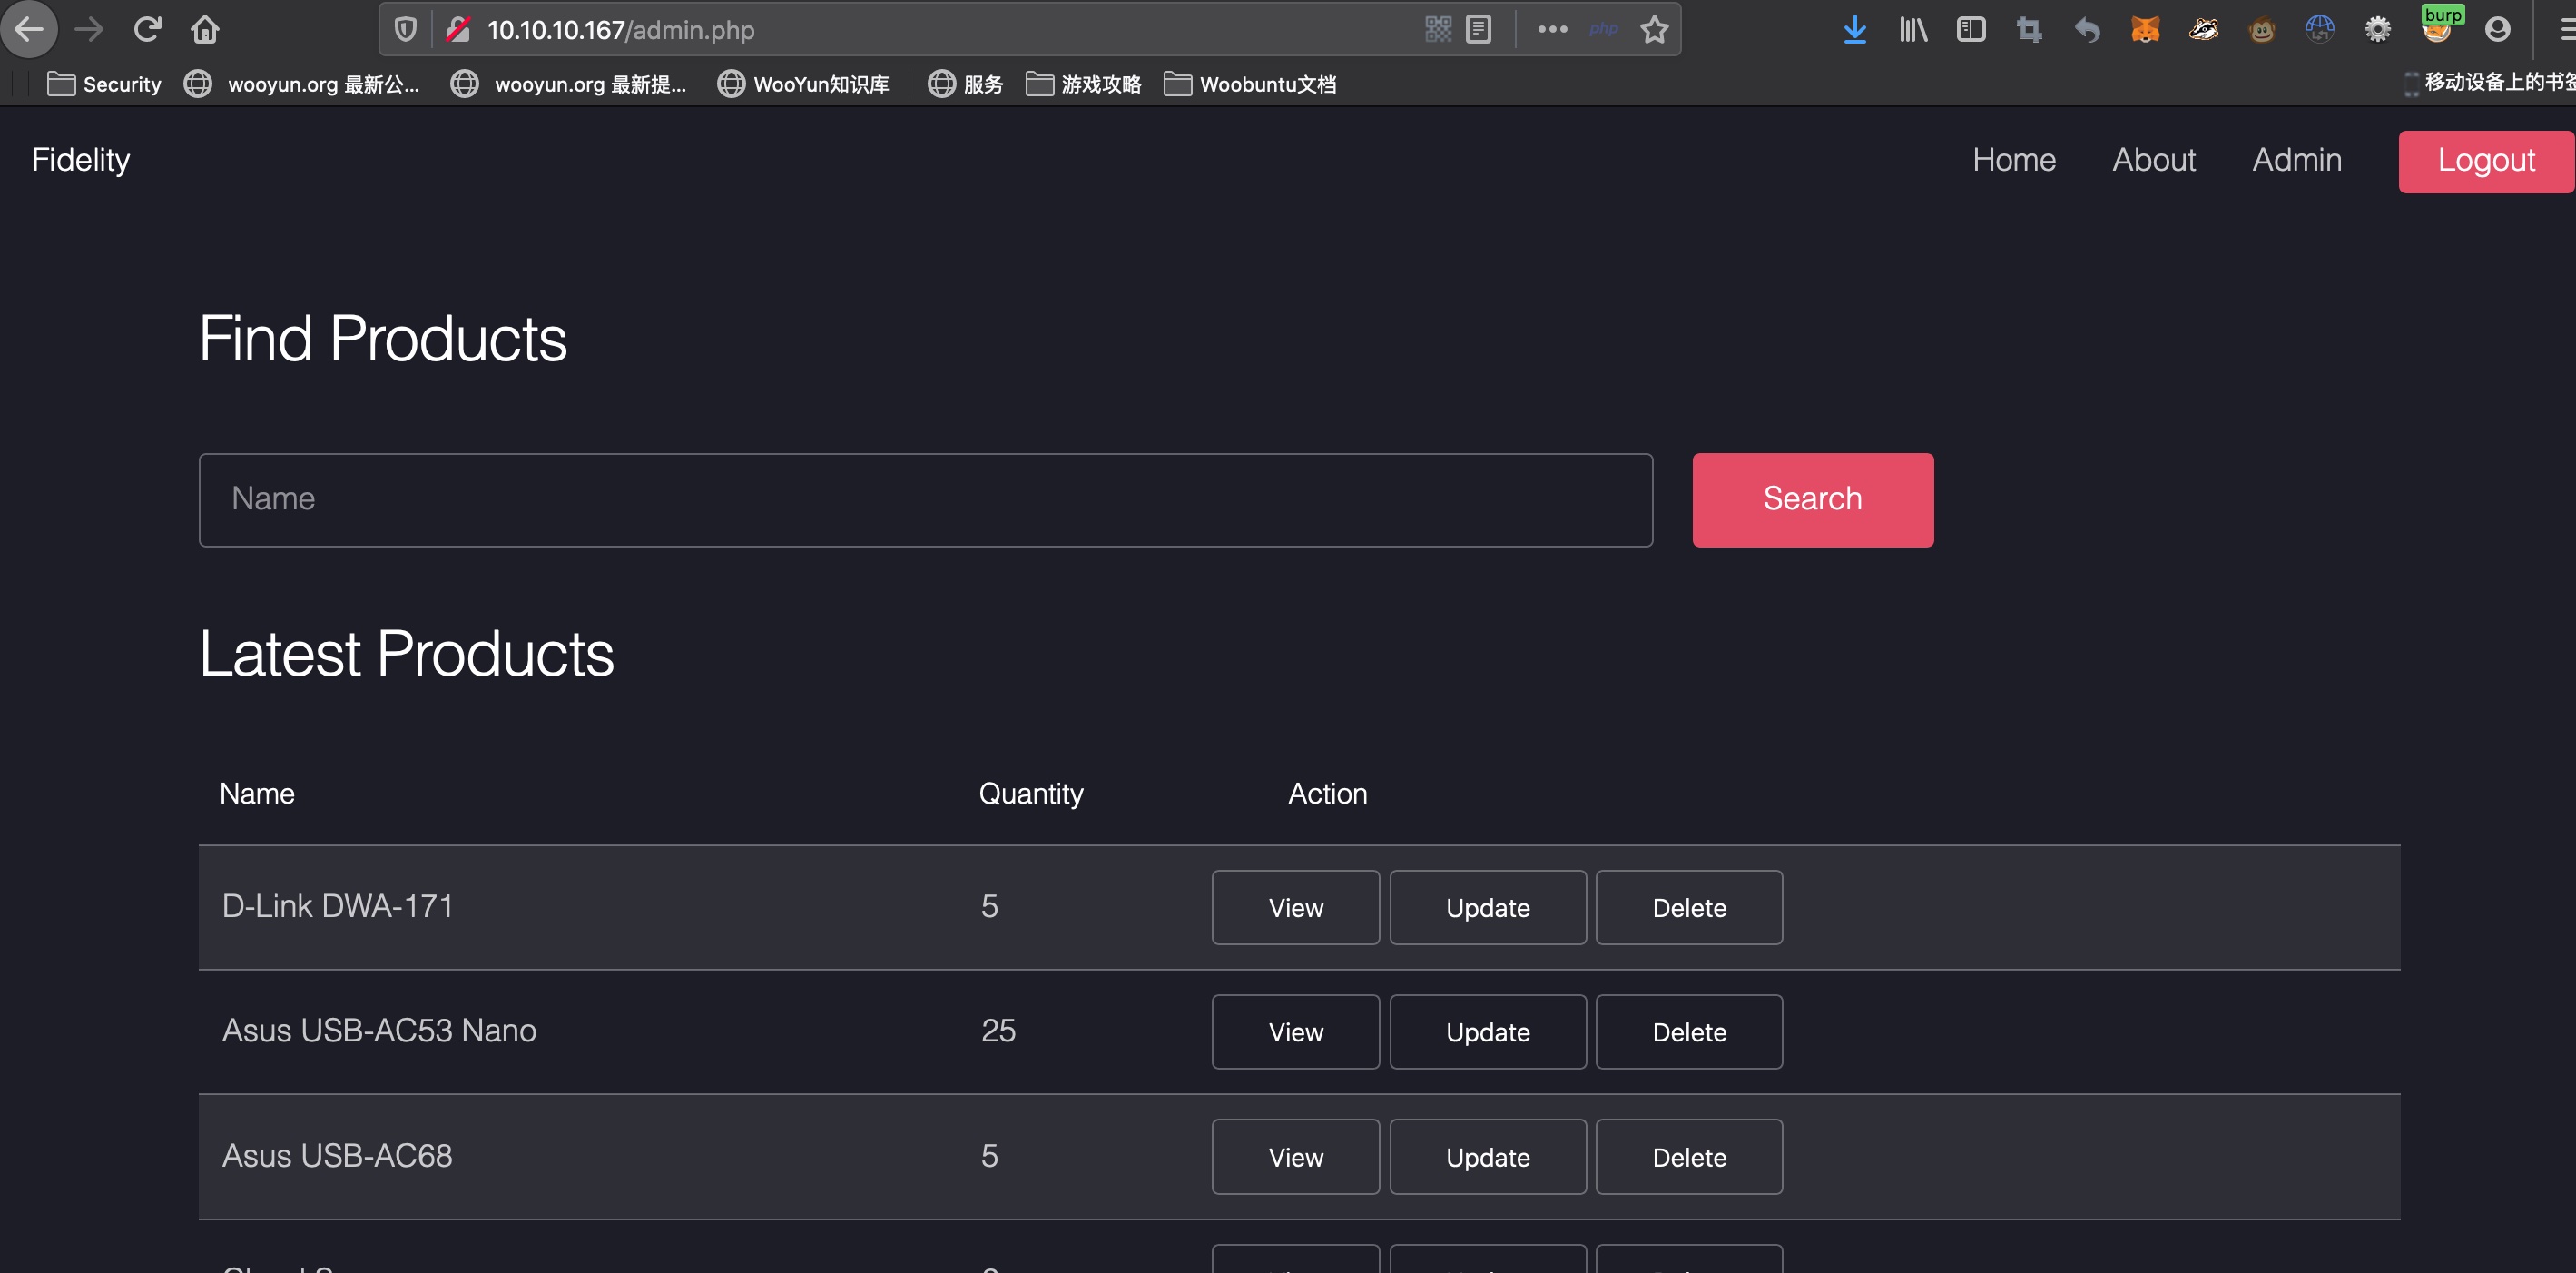 10.10.10.167/admin.php
php
burp
Security
wooyun.org 最新公...
wooyun.org 最新提...
WooYun知识库
服务
游戏攻略
Woobuntu文档
移动设备上的书签
Fidelity
Home
About
Admin
Logout
Find Products
Name
Search
Latest Products
Name Quantity Action
D-Link DWA-171 5 View Update Delete
Asus USB-AC53 Nano 25 View Update Delete
Asus USB-AC68 5 View Update Delete